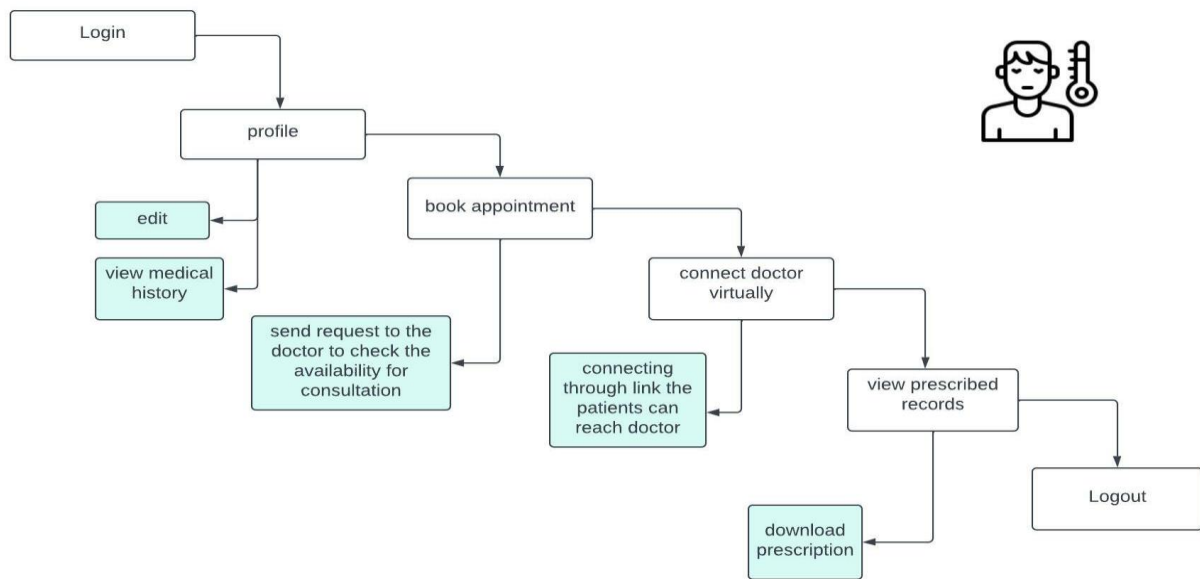 Login
profile
edit
view medical
history
book appointment
send request to the
doctor to check the
availability for
consultation
connect doctor
virtually
connecting
through link the
patients can
reach doctor
view prescribed
records
download
prescription
Logout